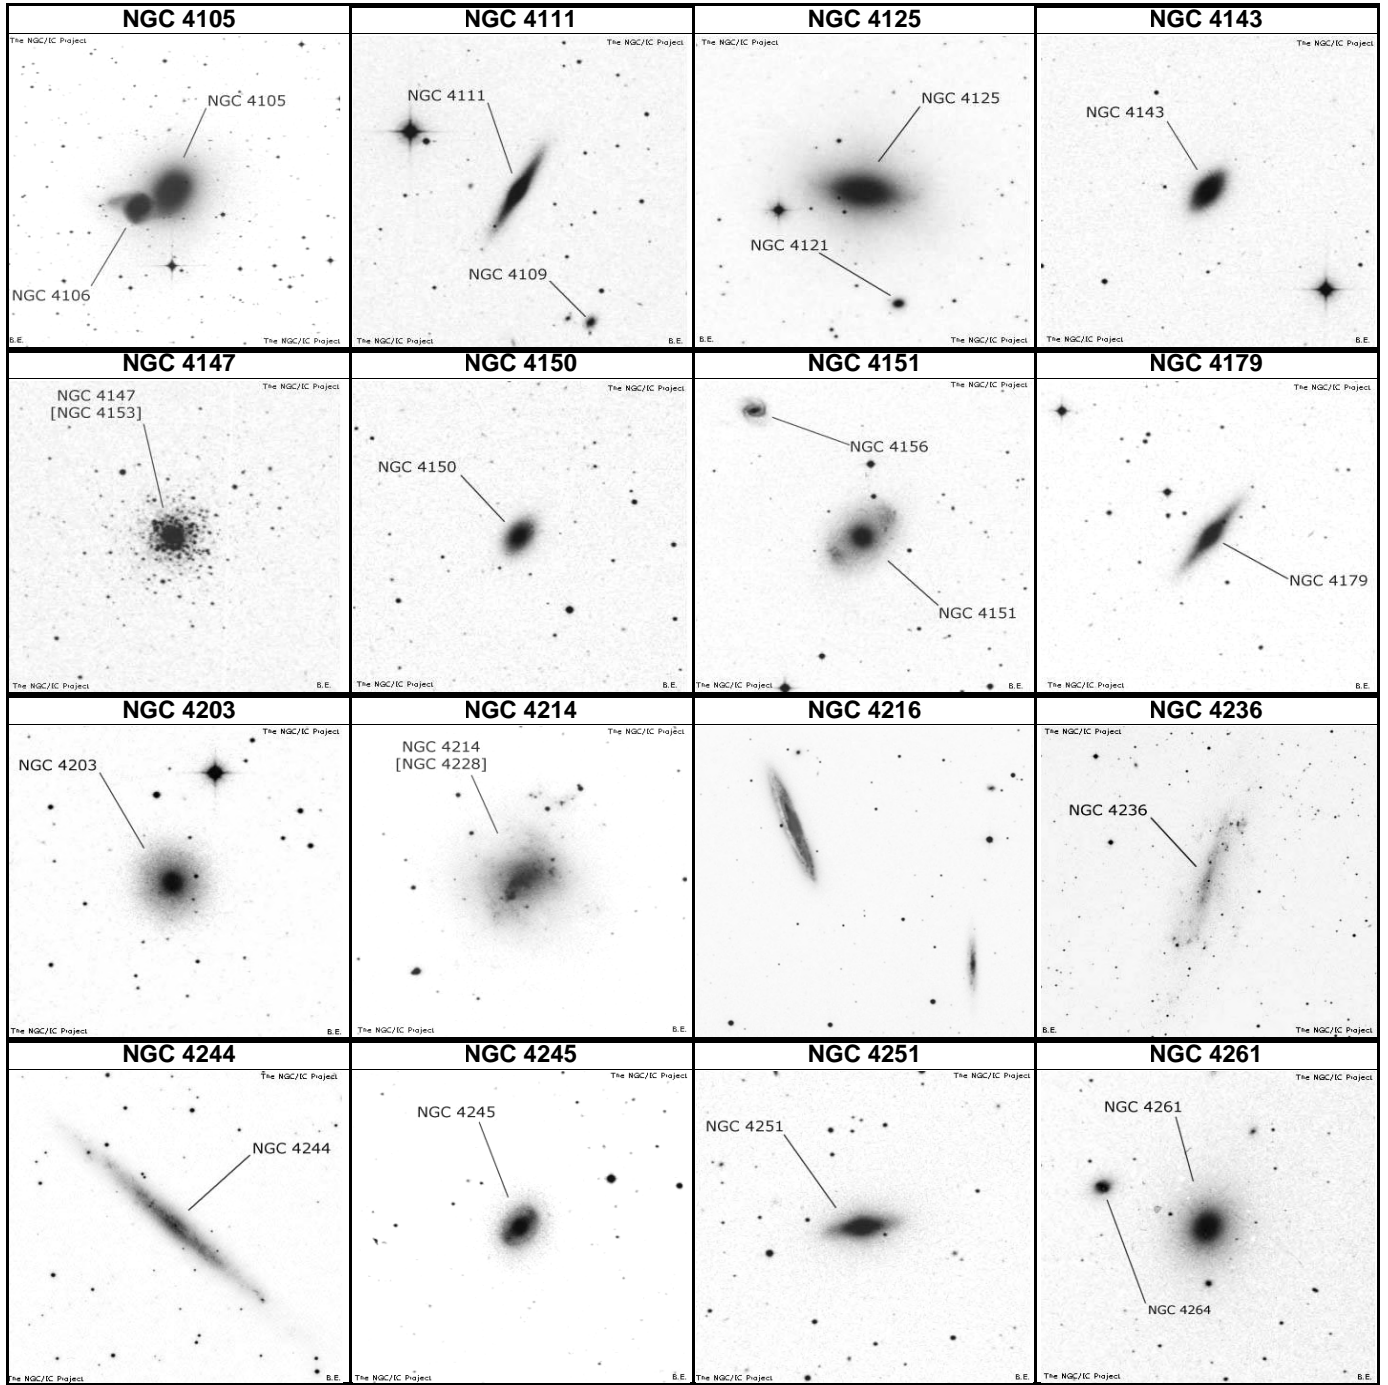 NGC 4105
NGC 4111
NGC 4125
NGC 4143
The NGC/IC Project
NGC 4105
NGC 4106
B.E.
The NGC/IC Project
The NGC/IC Project
NGC 4111
NGC 4109
The NGC/IC Project
B.E.
The NGC/IC Project
NGC 4125
NGC 4121
B.E.
The NGC/IC Project
The NGC/IC Project
NGC 4143
The NGC/IC Project
B.E.
NGC 4147
NGC 4150
NGC 4151
NGC 4179
The NGC/IC Project
NGC 4147
[NGC 4153]
The NGC/IC Project
B.E.
The NGC/IC Project
NGC 4150
The NGC/IC Project
B.E.
The NGC/IC Project
NGC 4156
NGC 4151
The NGC/IC Project
B.E.
The NGC/IC Project
NGC 4179
The NGC/IC Project
B.E.
NGC 4203
NGC 4214
NGC 4216
NGC 4236
The NGC/IC Project
NGC 4203
The NGC/IC Project
B.E.
The NGC/IC Project
NGC 4214
[NGC 4228]
The NGC/IC Project
B.E.
The NGC/IC Project
NGC 4236
B.E.
The NGC/IC Project
NGC 4244
NGC 4245
NGC 4251
NGC 4261
The NGC/IC Project
NGC 4244
The NGC/IC Project
B.E.
The NGC/IC Project
NGC 4245
The NGC/IC Project
B.E.
The NGC/IC Project
NGC 4251
The NGC/IC Project
B.E.
The NGC/IC Project
NGC 4261
NGC 4264
The NGC/IC Project
B.E.